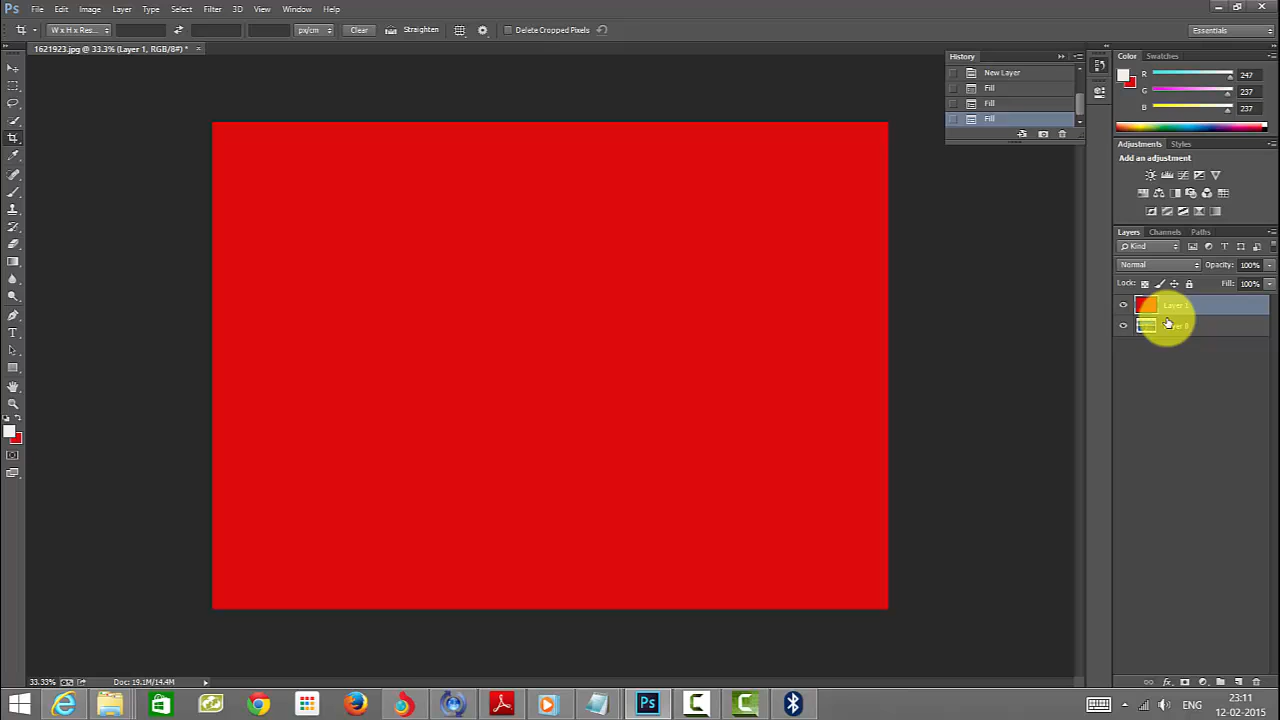 Ps File Edit Image Layer Type Select Filter 3D View Window Help
W x H x Res... px/cm Clear Straighten Delete Cropped Pixels Essentials
1621923.jpg @ 33.3% (Layer 1, RGB/8#) * ×
History
New Layer
Fill
Fill
Fill
Color Swatches
R 247
G 237
B 237
Adjustments Styles
Add an adjustment
Layers Channels Paths
Kind
Normal Opacity: 100%
Lock: Fill: 100%
Layer 1
Layer 0
33.33% Doc: 19.1M/14.4M
Ps ENG 23:11
12-02-2015